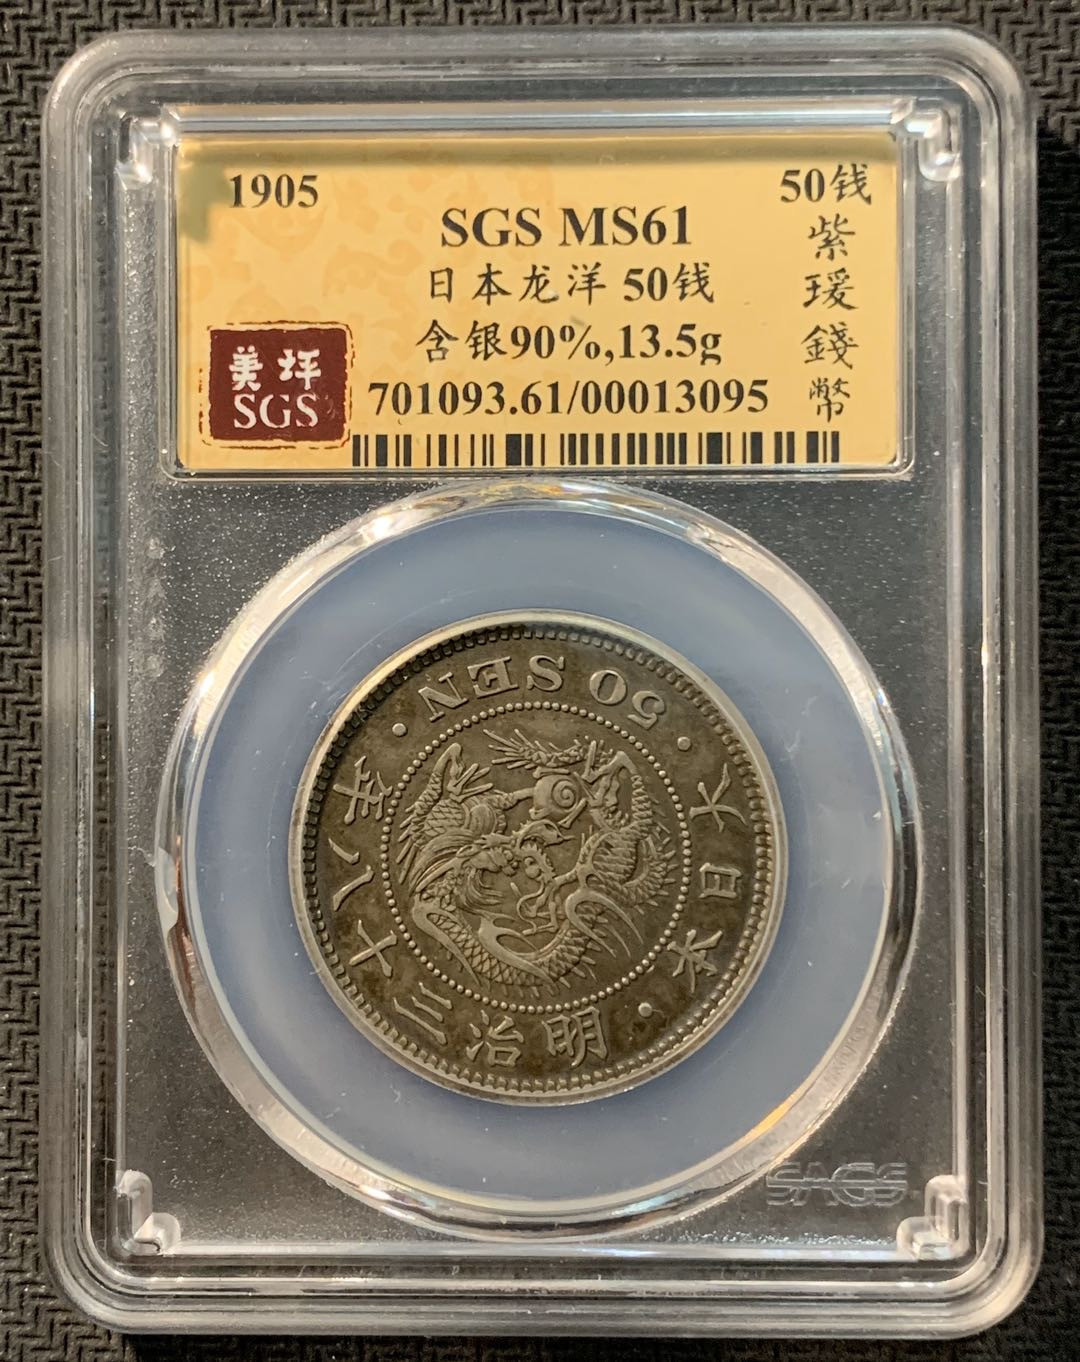 1905
50钱
SGS MS61
日本龙洋 50钱
含银90%,13.5g
701093.61/00013095
紫瑗錢幣
美坪
SGS
50 SEN
大日本
明治三十八年
SAGS